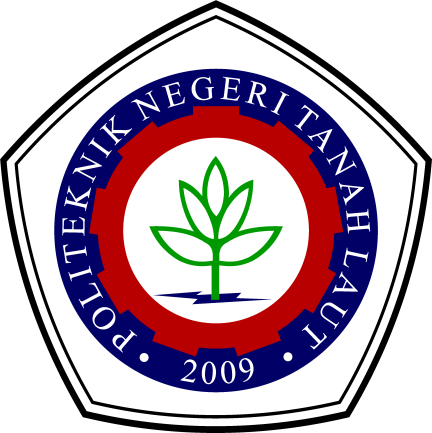 POLITEKNIK NEGERI TANAH LAUT
2009